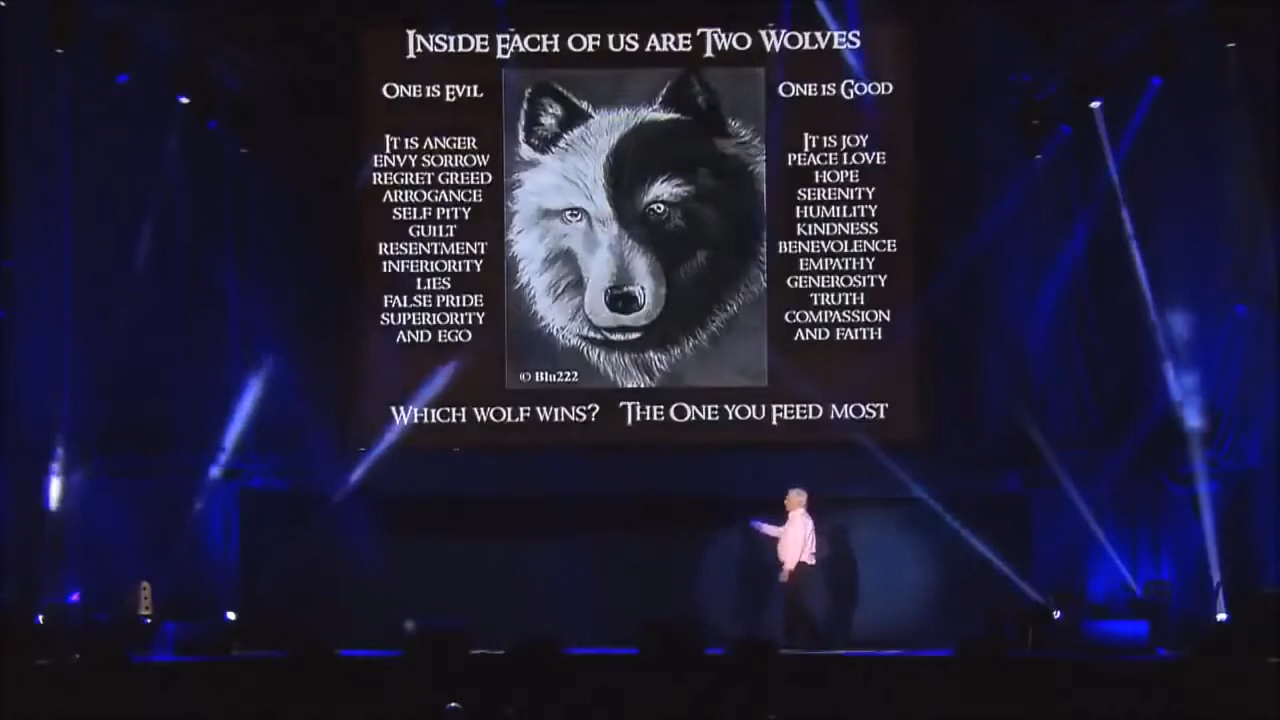 INSIDE EACH OF US ARE TWO WOLVES
ONE IS EVIL
IT IS ANGER
ENVY SORROW
REGRET GREED
ARROGANCE
SELF PITY
GUILT
RESENTMENT
INFERIORITY
LIES
FALSE PRIDE
SUPERIORITY
AND EGO
ONE IS GOOD
IT IS JOY
PEACE LOVE
HOPE
SERENITY
HUMILITY
KINDNESS
BENEVOLENCE
EMPATHY
GENEROSITY
TRUTH
COMPASSION
AND FAITH
© Blu222
WHICH WOLF WINS? THE ONE YOU FEED MOST